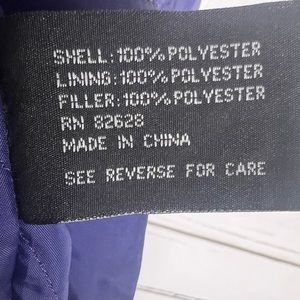 SHELL:100%POLYESTER
LINING:100%POLYESTER
FILLER:100%POLYESTER
RN 82628
MADE IN CHINA
SEE REVERSE FOR CARE